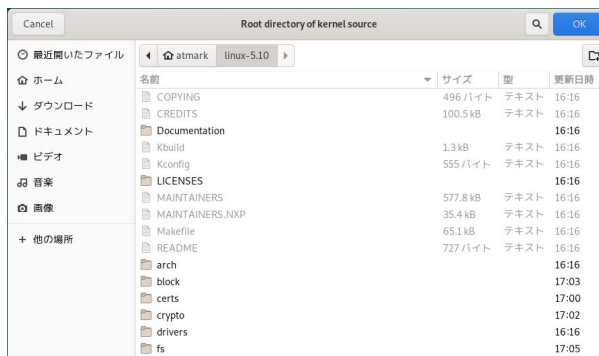 Cancel Root directory of kernel source OK
最近開いたファイル atmark linux-5.10
ホーム 名前 サイズ 型 更新日時
COPYING 496 バイト テキスト 16:16
ダウンロード CREDITS 100.5 kB テキスト 16:16
ドキュメント Documentation 16:16
Kbuild 1.3 kB テキスト 16:16
ビデオ Kconfig 555 バイト テキスト 16:16
音楽 LICENSES 16:16
MAINTAINERS 577.8 kB テキスト 16:16
画像 MAINTAINERS.NXP 35.4 kB テキスト 16:16
Makefile 65.1 kB テキスト 16:16
他の場所 README 727 バイト テキスト 16:16
arch 16:16
block 17:03
certs 17:00
crypto 17:02
drivers 16:16
fs 17:05